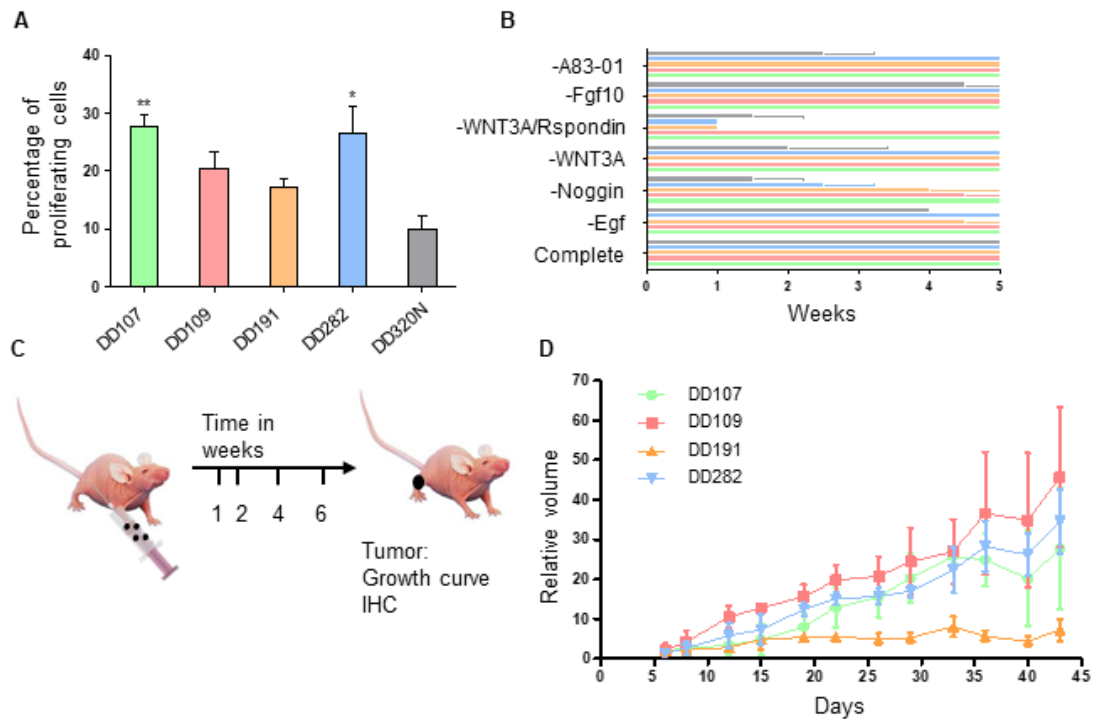 A
Percentage of
proliferating cells
40
30
20
10
0
**
*
DD107
DD109
DD191
DD282
DD320N
B
-A83-01
-Fgf10
-WNT3A/Rspondin
-WNT3A
-Noggin
-Egf
Complete
0 1 2 3 4 5
Weeks
C
Time in
weeks
1 2 4 6
Tumor:
Growth curve
IHC
D
Relative volume
70
60
50
40
30
20
10
0
DD107
DD109
DD191
DD282
0 5 10 15 20 25 30 35 40 45
Days